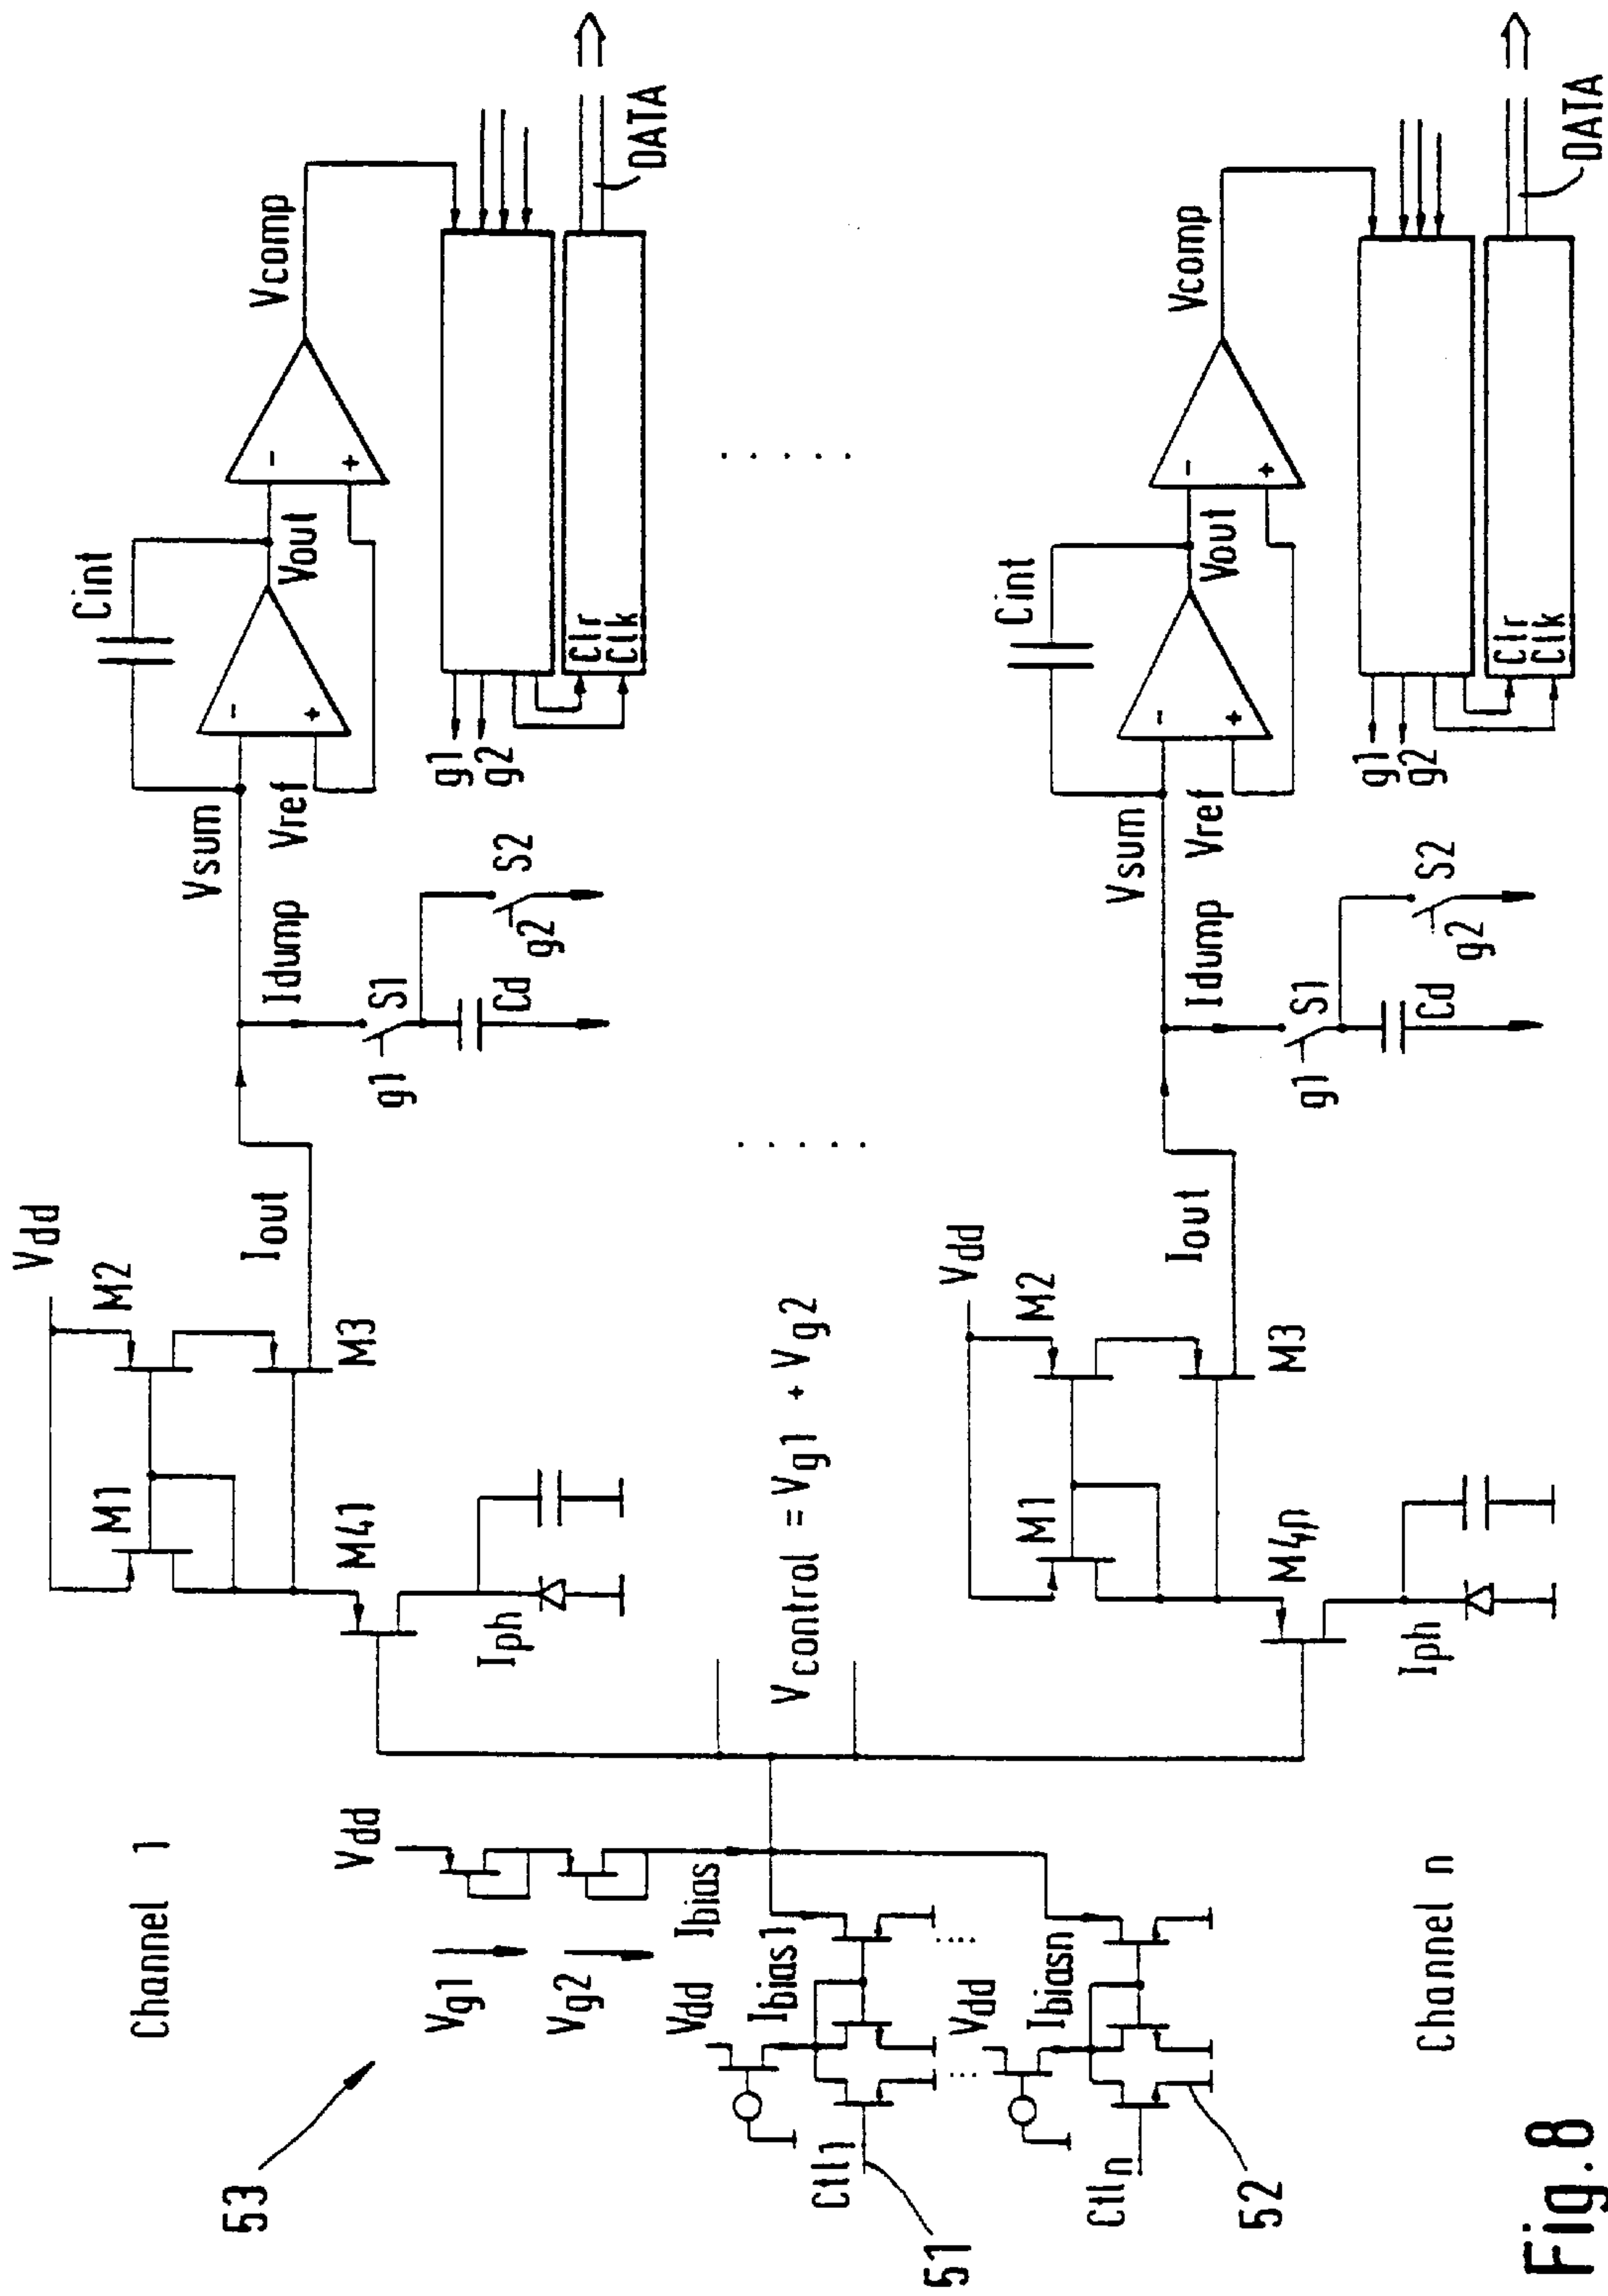 Channel 1
53
Vdd
Vg1
Vg2
Ibias
Vdd
Ibias1
Ctl1
51
Vdd
Ibiasn
Ctln
52
Channel n
Vcontrol = Vg1 + Vg2
Vdd
M1
M2
M3
M41
Iph
Iout
Idump
g1
S1
Cd
g2
S2
Vsum
Vref
Cint
- +
Vout
- +
Vcomp
g1
g2
Clr
Clk
DATA
. . . . .
. . . . .
Vdd
M1
M2
M3
M4n
Iph
Iout
Idump
g1
S1
Cd
g2
S2
Vsum
Vref
Cint
- +
Vout
- +
Vcomp
g1
g2
Clr
Clk
DATA
Fig.8